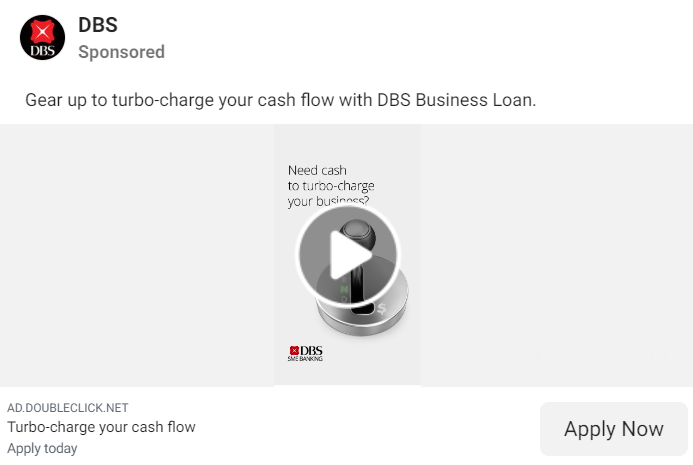 DBS
DBS
Sponsored
Gear up to turbo-charge your cash flow with DBS Business Loan.
Need cash
to turbo-charge
your business?
N
D
$
DBS
SME BANKING
AD.DOUBLECLICK.NET
Turbo-charge your cash flow
Apply today
Apply Now